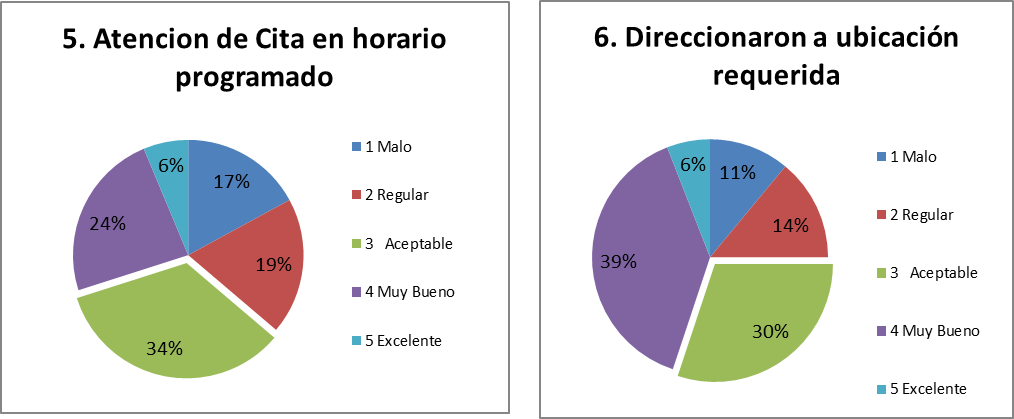 5. Atencion de Cita en horario
programado
6%
17%
24%
19%
34%
1 Malo
2 Regular
3 Aceptable
4 Muy Bueno
5 Excelente
6. Direccionaron a ubicación
requerida
6%
11%
14%
39%
30%
1 Malo
2 Regular
3 Aceptable
4 Muy Bueno
5 Excelente